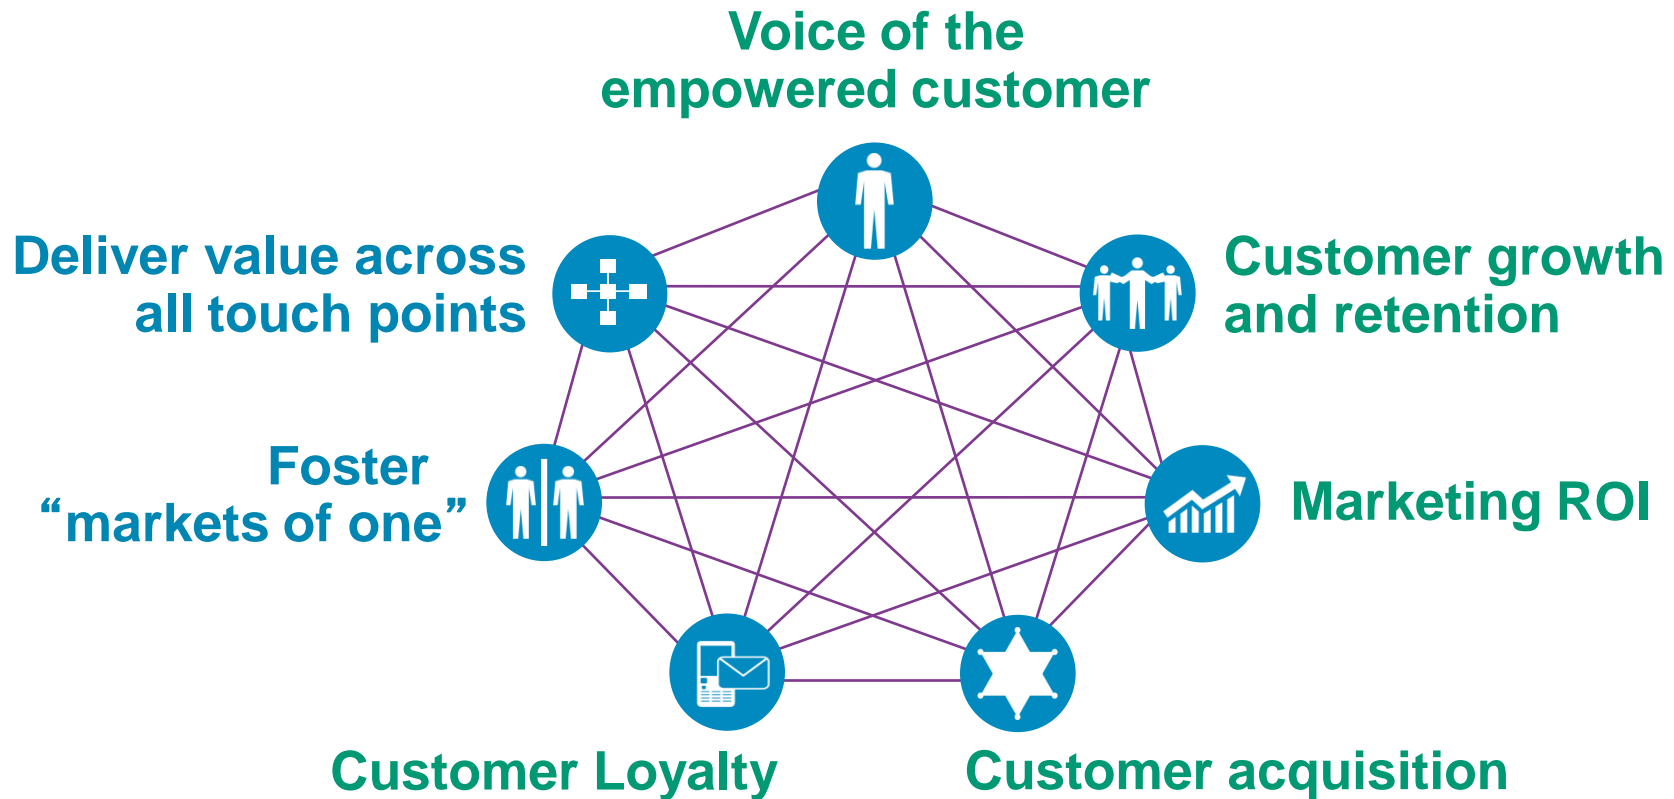 Voice of the
empowered customer
Deliver value across
all touch points
Customer growth
and retention
Foster
“markets of one”
Marketing ROI
Customer Loyalty
Customer acquisition